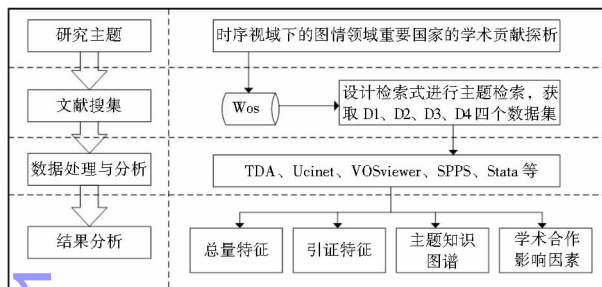 研究主题
时序视域下的图情领域重要国家的学术贡献探析
文献搜集
Wos
设计检索式进行主题检索，获
取 D1、D2、D3、D4 四个数据集
数据处理与分析
TDA、Ucinet、VOSviewer、SPPS、Stata 等
结果分析
总量特征
引证特征
主题知识
图谱
学术合作
影响因素